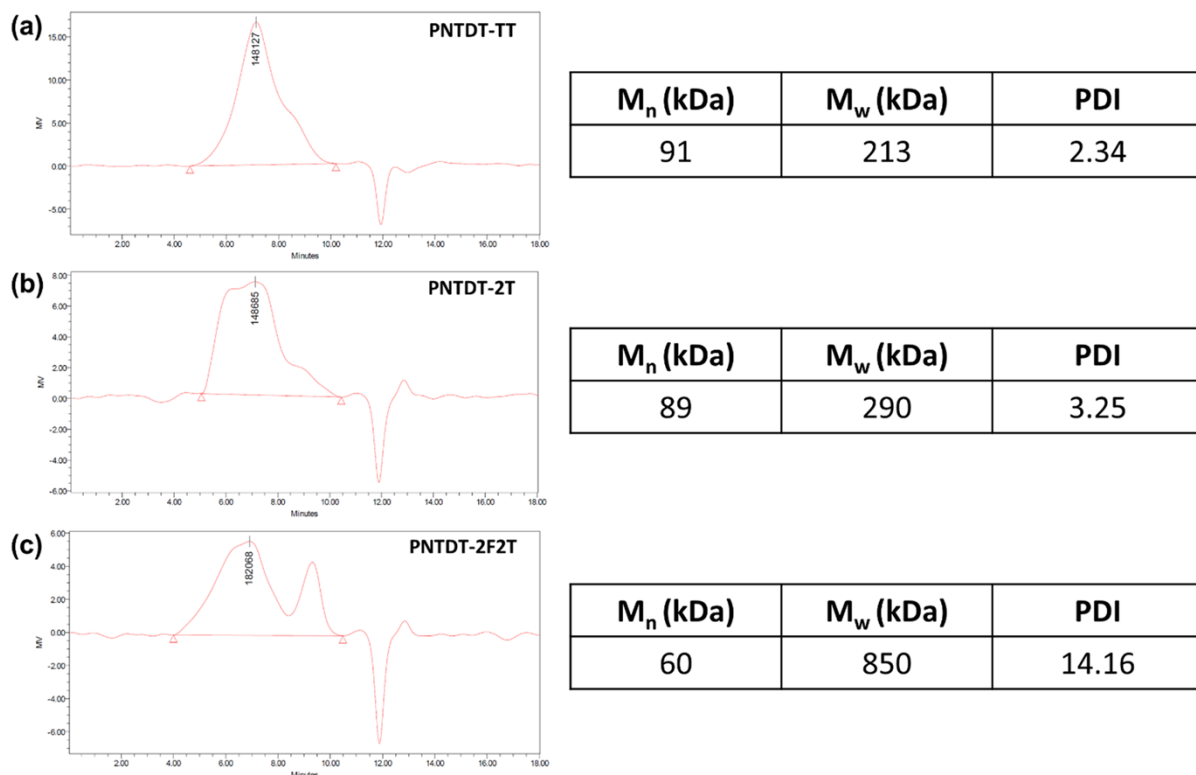 (a)
PNTDT-TT
148127
15.00
10.00
5.00
0.00
-5.00
MV
2.00 4.00 6.00 8.00 10.00 12.00 14.00 16.00 18.00
Minutes
Mn (kDa) Mw (kDa) PDI
91 213 2.34
(b)
PNTDT-2T
148685
8.00
6.00
4.00
2.00
0.00
-2.00
-4.00
-6.00
MV
2.00 4.00 6.00 8.00 10.00 12.00 14.00 16.00 18.00
Minutes
Mn (kDa) Mw (kDa) PDI
89 290 3.25
(c)
PNTDT-2F2T
182068
6.00
4.00
2.00
0.00
-2.00
-4.00
-6.00
MV
2.00 4.00 6.00 8.00 10.00 12.00 14.00 16.00 18.00
Minutes
Mn (kDa) Mw (kDa) PDI
60 850 14.16